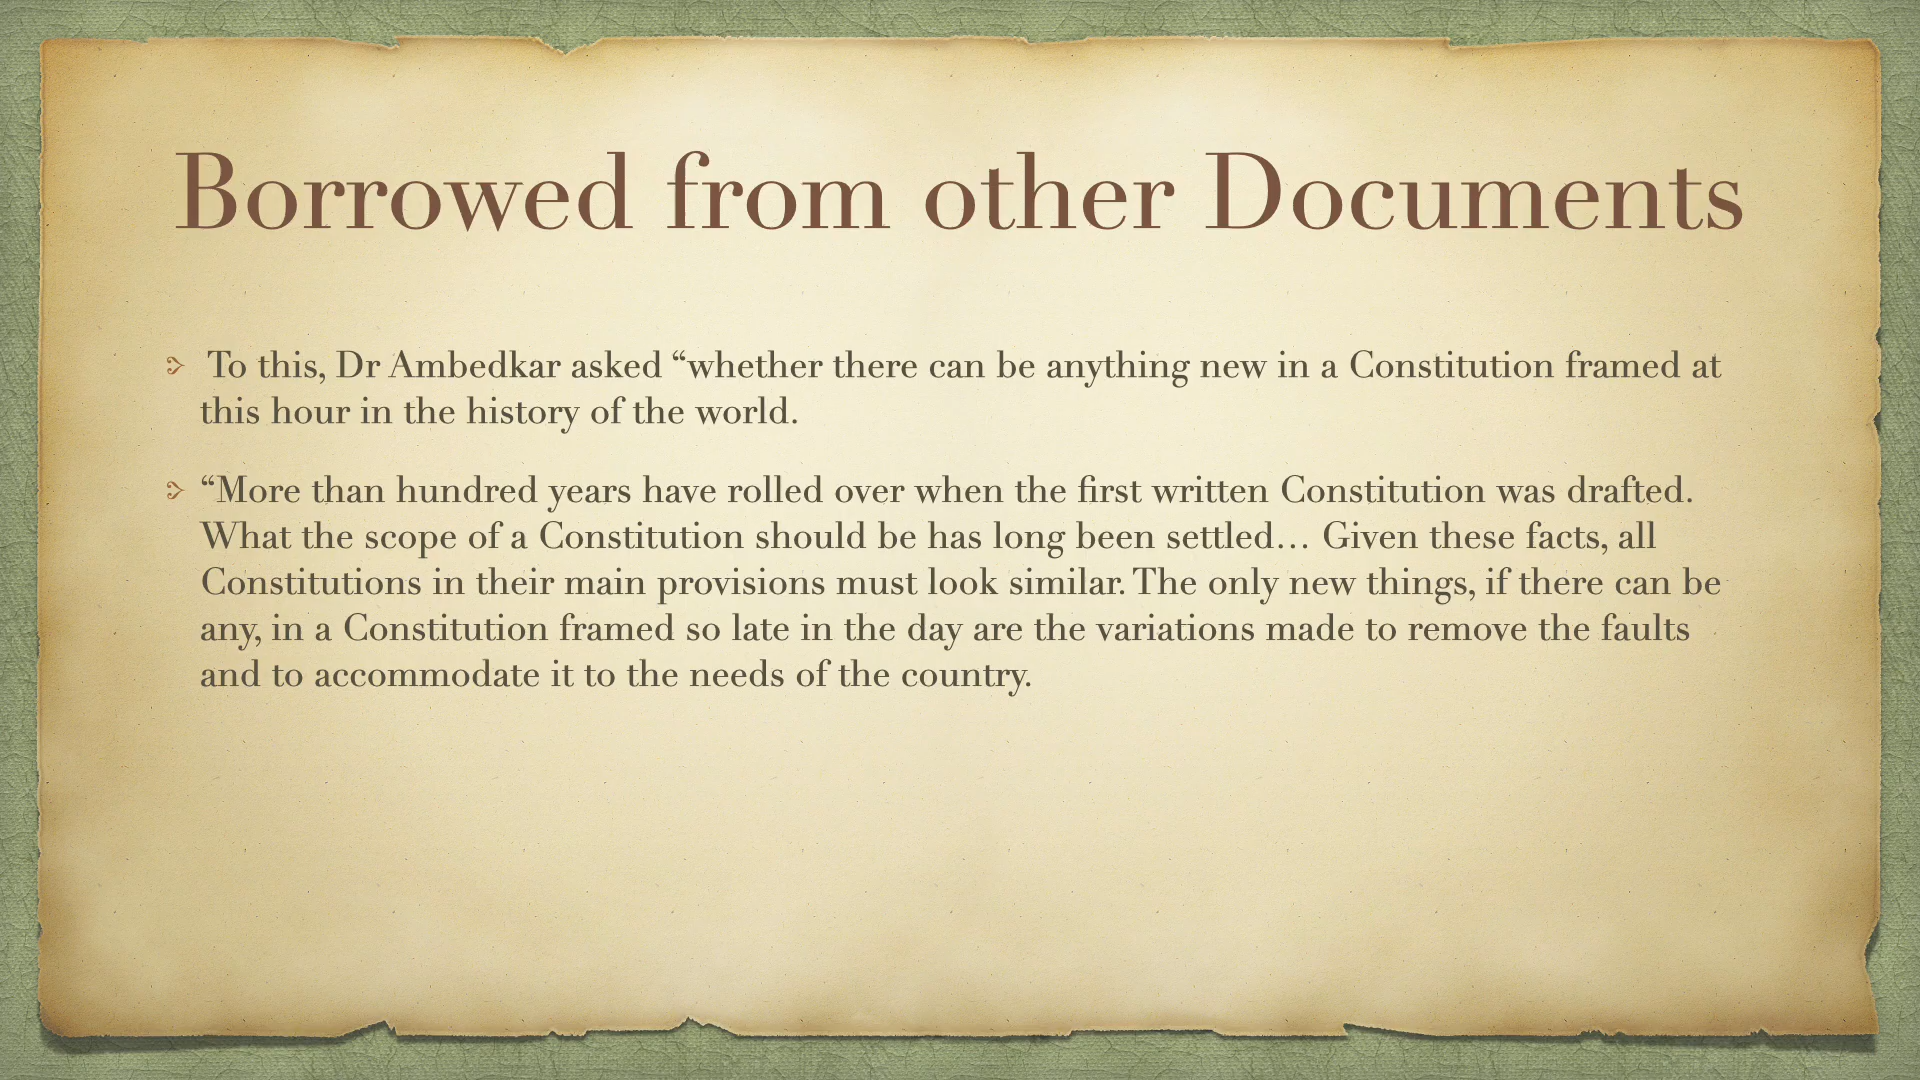 Borrowed from other Documents
To this, Dr Ambedkar asked “whether there can be anything new in a Constitution framed at
this hour in the history of the world.
“More than hundred years have rolled over when the first written Constitution was drafted.
What the scope of a Constitution should be has long been settled… Given these facts, all
Constitutions in their main provisions must look similar. The only new things, if there can be
any, in a Constitution framed so late in the day are the variations made to remove the faults
and to accommodate it to the needs of the country.